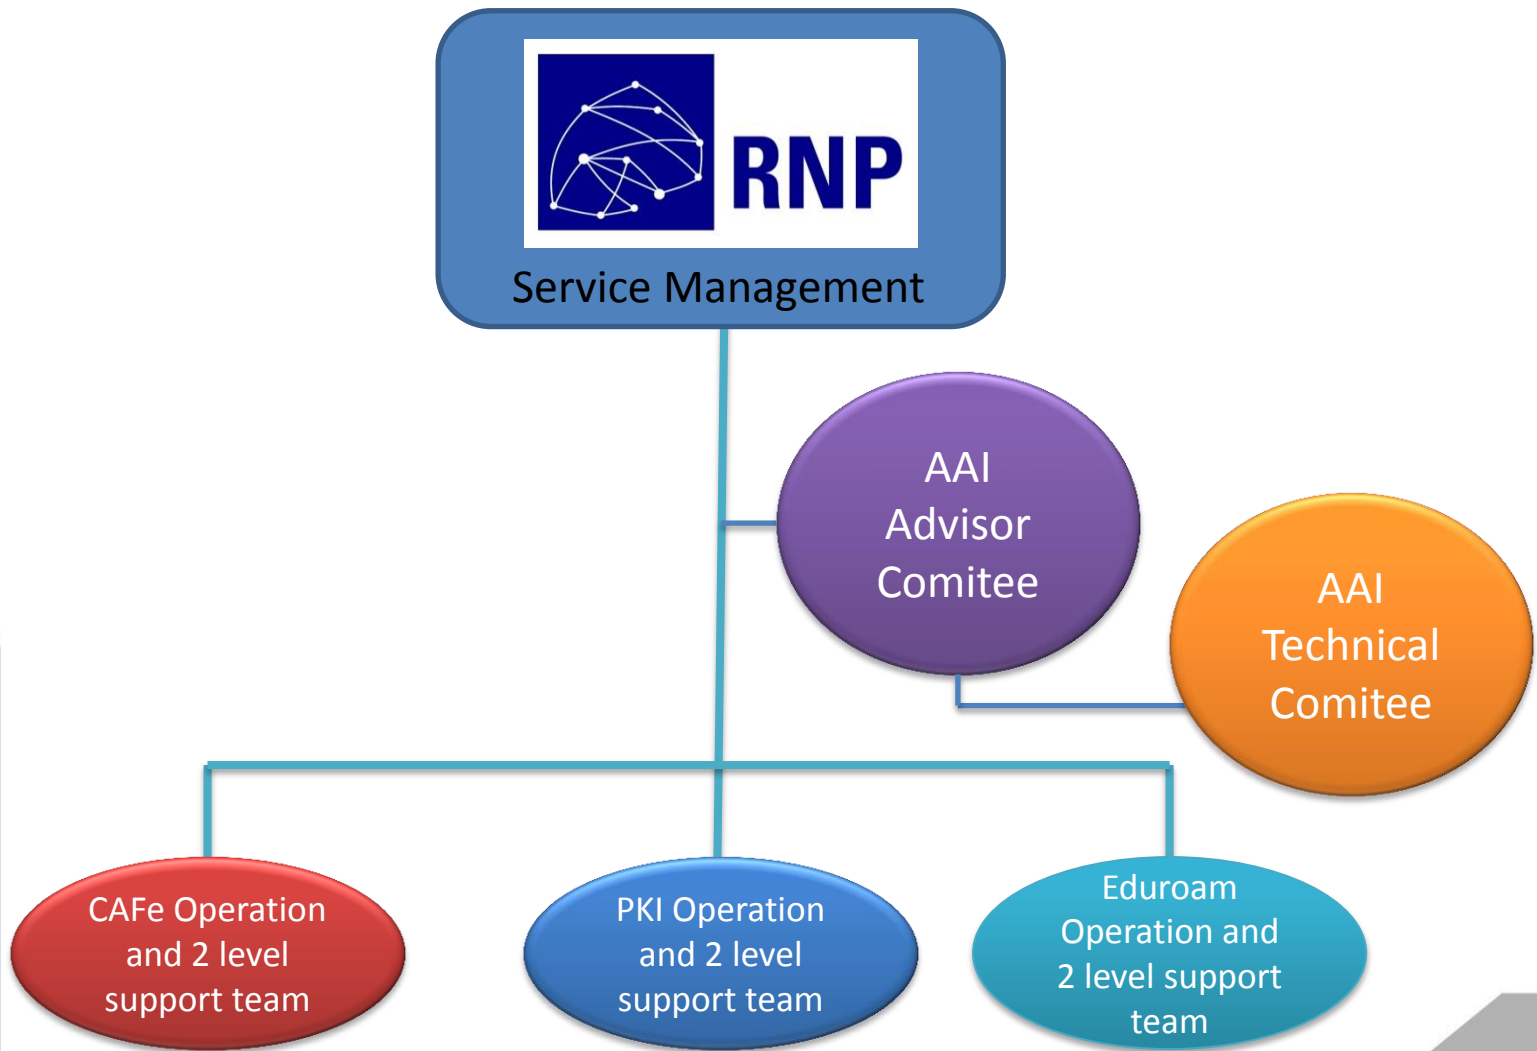 RNP
Service Management
AAI
Advisor
Comitee
AAI
Technical
Comitee
CAFe Operation
and 2 level
support team
PKI Operation
and 2 level
support team
Eduroam
Operation and
2 level support
team